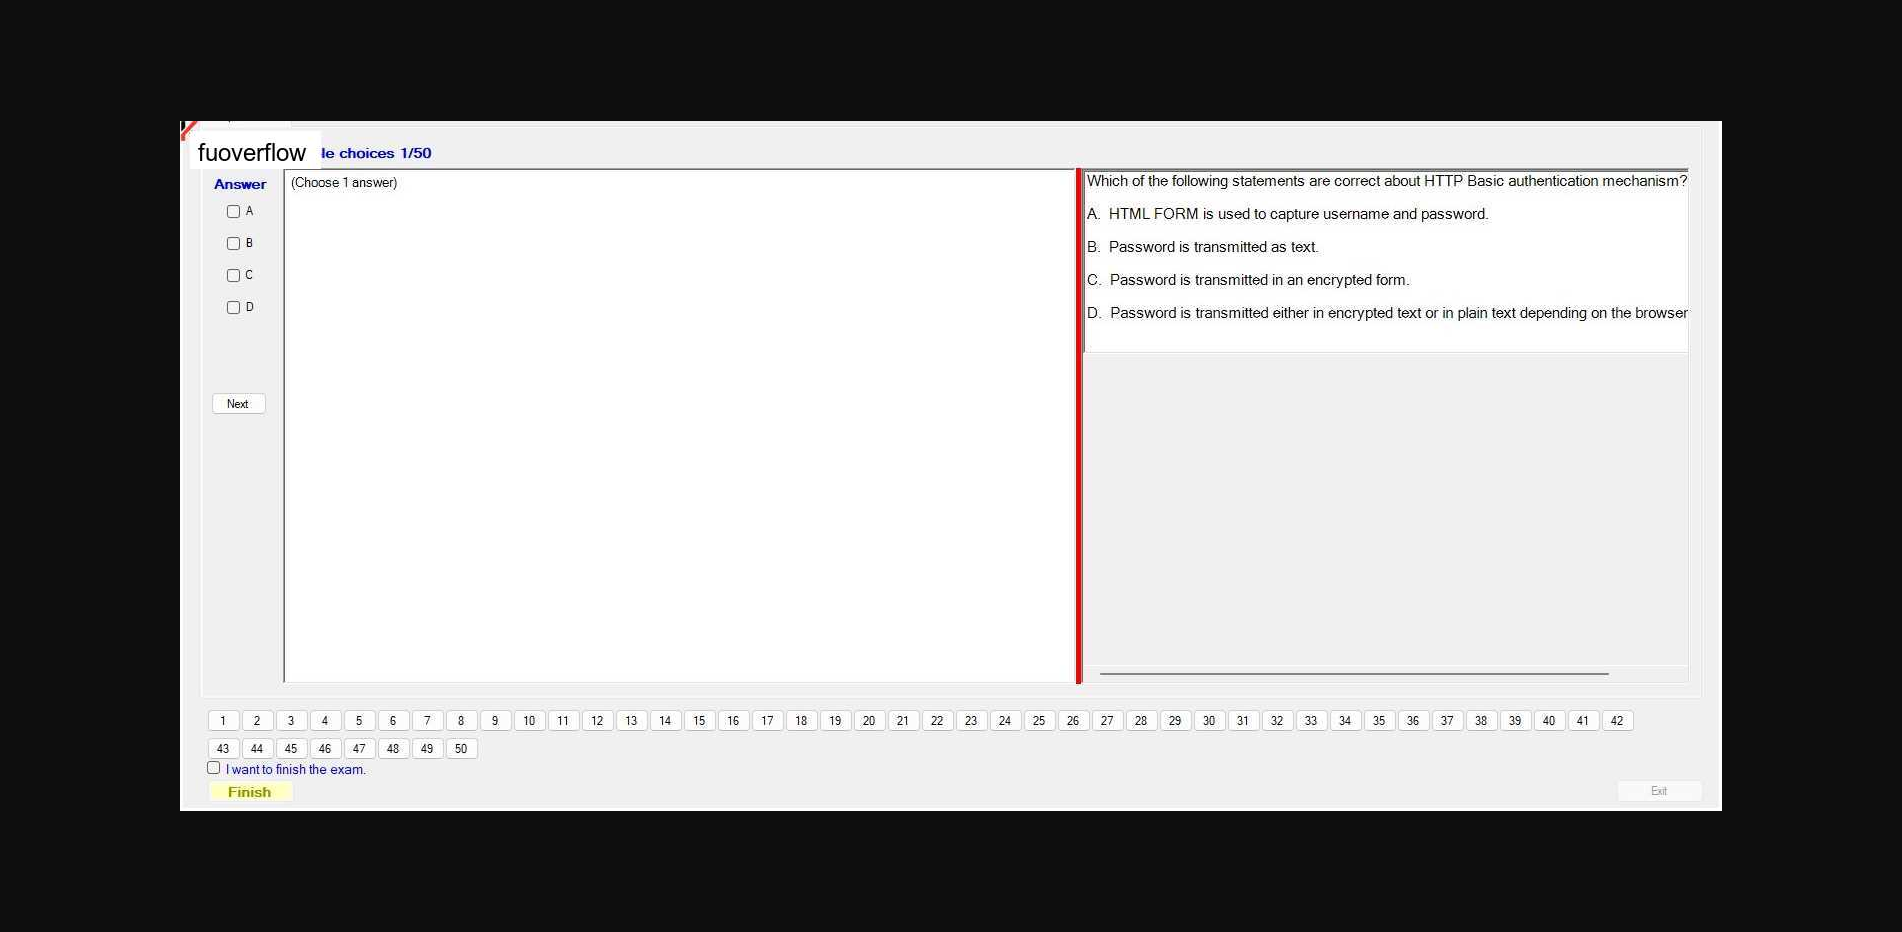 fuoverflow
le choices 1/50
Answer
(Choose 1 answer)
A
B
C
D
Next
Which of the following statements are correct about HTTP Basic authentication mechanism?
A. HTML FORM is used to capture username and password.
B. Password is transmitted as text.
C. Password is transmitted in an encrypted form.
D. Password is transmitted either in encrypted text or in plain text depending on the browser
1 2 3 4 5 6 7 8 9 10 11 12 13 14 15 16 17 18 19 20 21 22 23 24 25 26 27 28 29 30 31 32 33 34 35 36 37 38 39 40 41 42
43 44 45 46 47 48 49 50
I want to finish the exam.
Finish
Exit